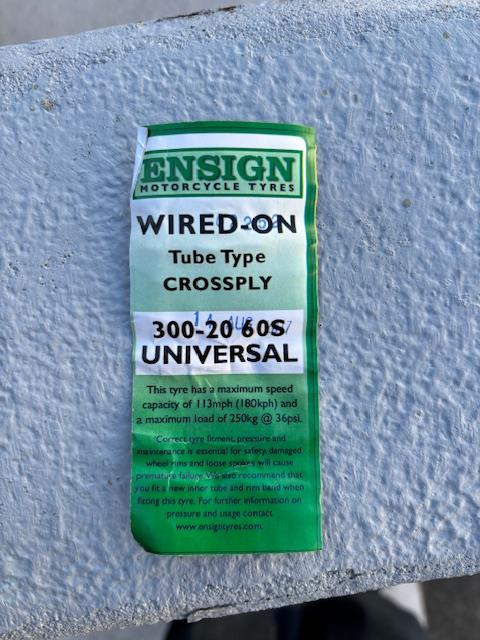 ENSIGN
MOTORCYCLE TYRES
WIRED-ON
Tube Type
CROSSPLY
300-20 60S
UNIVERSAL
This tyre has a maximum speed
capacity of 113mph (180kph) and
a maximum load of 250kg @ 36psi.
Correct tyre fitment, pressure and
maintenance is essential for safety, damaged
wheel rims and loose spokes will cause
premature failure. We also recommend that
you fit a new inner tube and rim band when
fitting this tyre. For further information on
pressure and usage contact
www.ensigntyres.com.